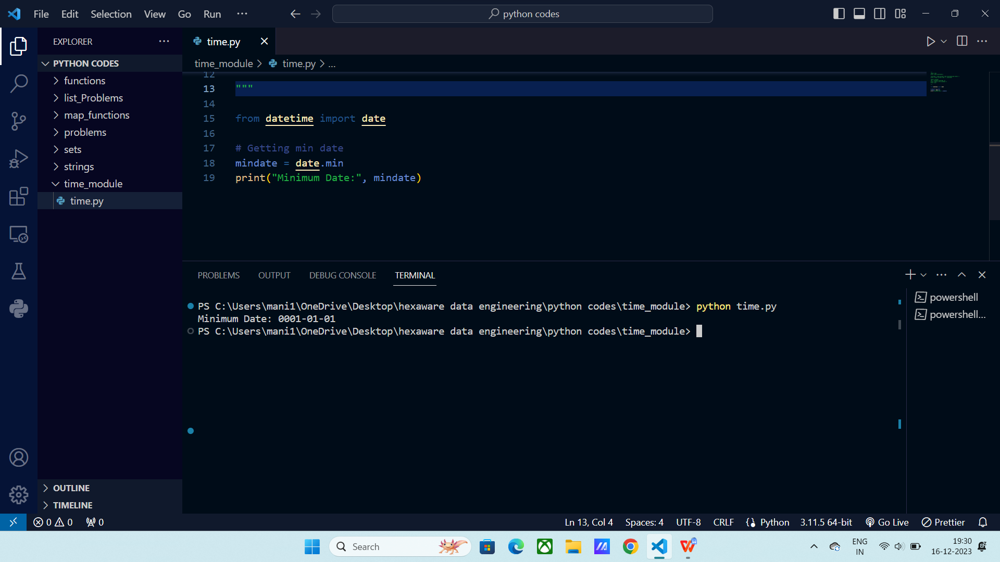 File Edit Selection View Go Run ···
python codes
EXPLORER ···
time.py
PYTHON CODES
functions
list_Problems
map_functions
problems
sets
strings
time_module
time.py
OUTLINE
TIMELINE
time_module > time.py > ...
12
13 """
14
15 from datetime import date
16
17 # Getting min date
18 mindate = date.min
19 print("Minimum Date:", mindate)
PROBLEMS OUTPUT DEBUG CONSOLE TERMINAL
PS C:\Users\mani1\OneDrive\Desktop\hexaware data engineering\python codes\time_module> python time.py
Minimum Date: 0001-01-01
PS C:\Users\mani1\OneDrive\Desktop\hexaware data engineering\python codes\time_module>
powershell
powershell...
0 0 0
Ln 13, Col 4 Spaces: 4 UTF-8 CRLF Python 3.11.5 64-bit Go Live Prettier
Search
ENG
IN
19:30
16-12-2023